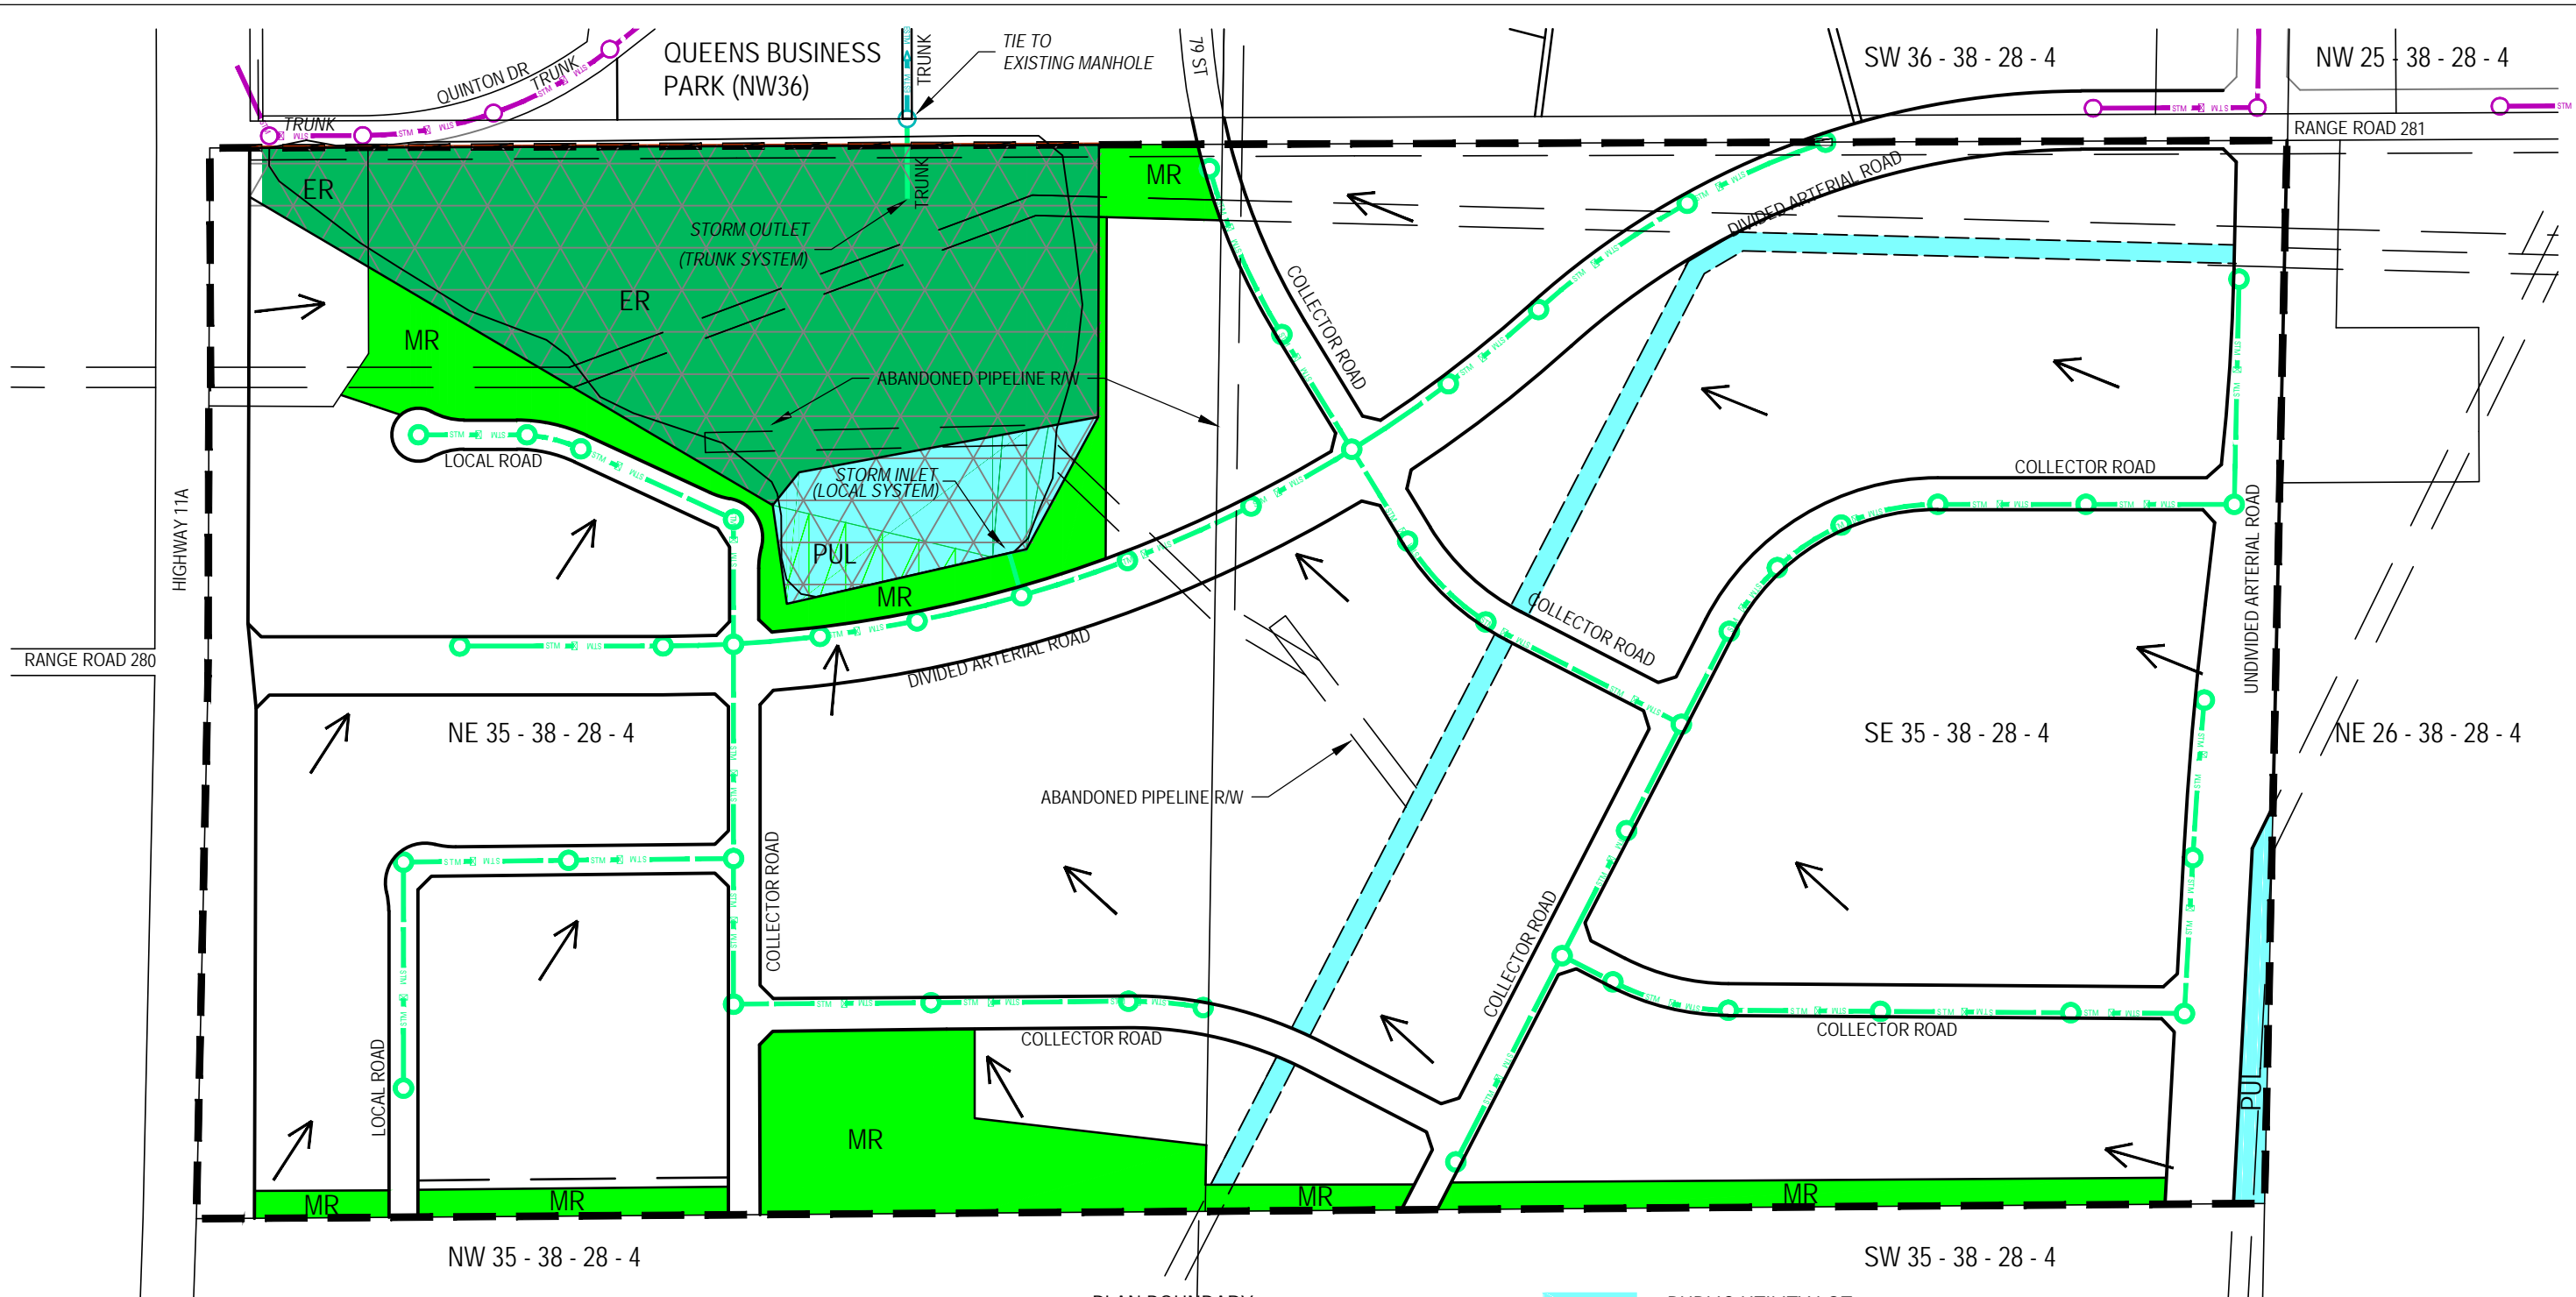 QUEENS BUSINESS
PARK (NW36)
TRUNK
TIE TO
EXISTING MANHOLE
79 ST
SW 36 - 38 - 28 - 4
NW 25 - 38 - 28 - 4
QUINTON DR
TRUNK
TRUNK
RANGE ROAD 281
ER
TRUNK
MR
DIVIDED ARTERIAL ROAD
STORM OUTLET
(TRUNK SYSTEM)
ER
MR
COLLECTOR ROAD
ABANDONED PIPELINE R/W
LOCAL ROAD
STORM INLET
(LOCAL SYSTEM)
COLLECTOR ROAD
HIGHWAY 11A
UNDIVIDED ARTERIAL ROAD
PUL
MR
COLLECTOR ROAD
DIVIDED ARTERIAL ROAD
RANGE ROAD 280
NE 35 - 38 - 28 - 4
SE 35 - 38 - 28 - 4
NE 26 - 38 - 28 - 4
ABANDONED PIPELINE R/W
COLLECTOR ROAD
COLLECTOR ROAD
COLLECTOR ROAD
COLLECTOR ROAD
LOCAL ROAD
MR
PUL
MR
MR
MR
MR
NW 35 - 38 - 28 - 4
SW 35 - 38 - 28 - 4
STM